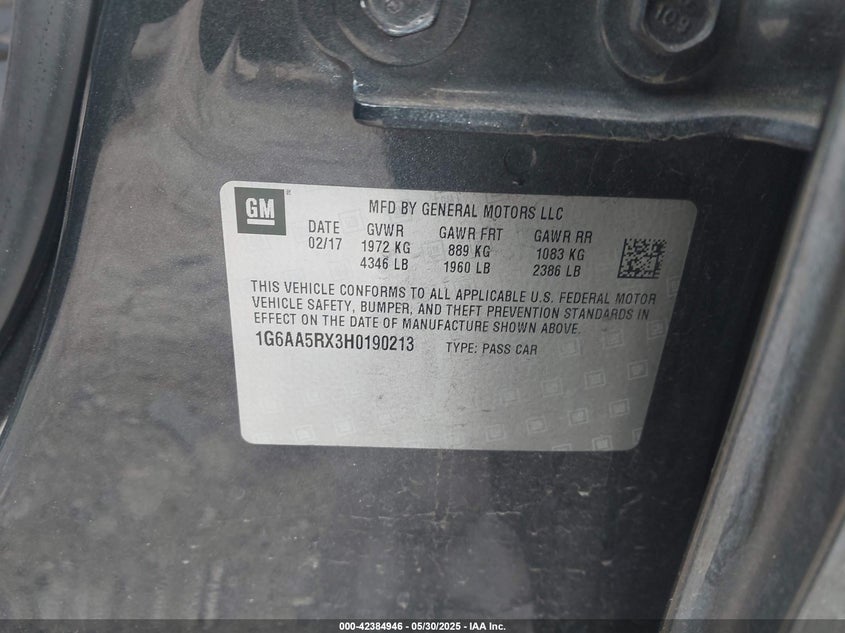 109
GM
MFD BY GENERAL MOTORS LLC
DATE GVWR GAWR FRT GAWR RR
02/17 1972 KG 889 KG 1083 KG
4346 LB 1960 LB 2386 LB
THIS VEHICLE CONFORMS TO ALL APPLICABLE U.S. FEDERAL MOTOR
VEHICLE SAFETY, BUMPER, AND THEFT PREVENTION STANDARDS IN
EFFECT ON THE DATE OF MANUFACTURE SHOWN ABOVE.
1G6AA5RX3H0190213 TYPE: PASS CAR
000-42384946 - 05/30/2025 - IAA Inc.